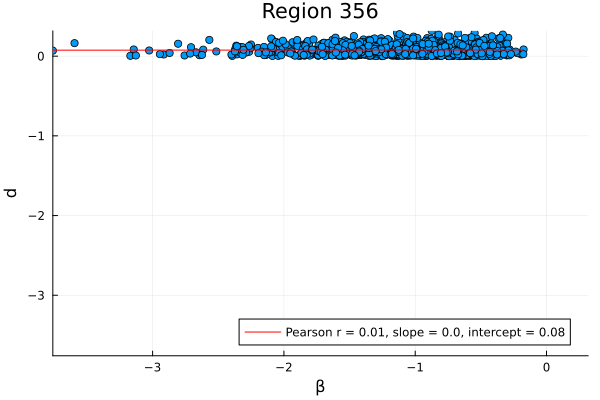 Region 356
0
−1
−2
−3
d
Pearson r = 0.01, slope = 0.0, intercept = 0.08
−3
−2
−1
0
β